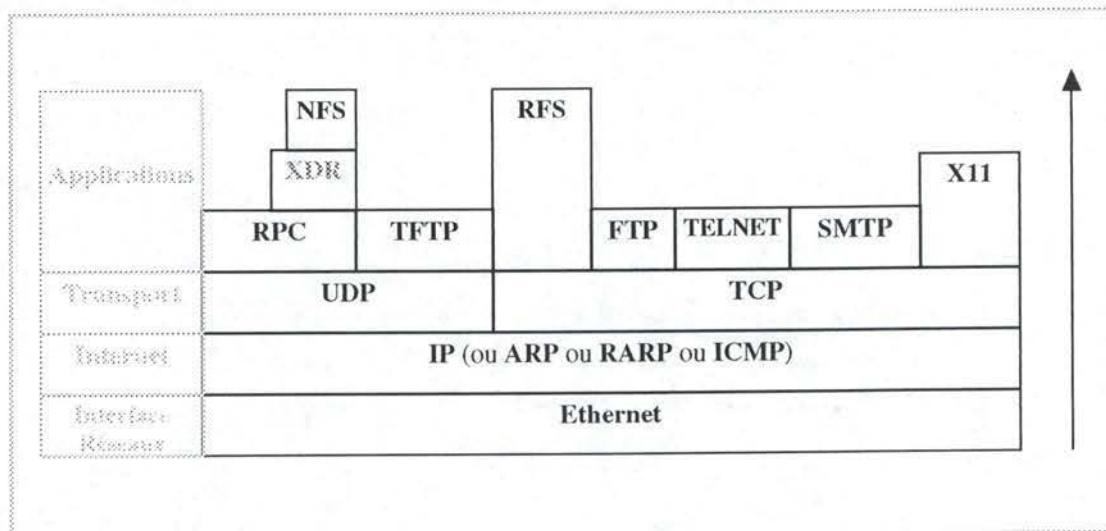 NFS
RFS
Applications
XDR
X11
RPC
TFTP
FTP
TELNET
SMTP
Transport
UDP
TCP
Internet
IP (ou ARP ou RARP ou ICMP)
Interface
Réseaux
Ethernet